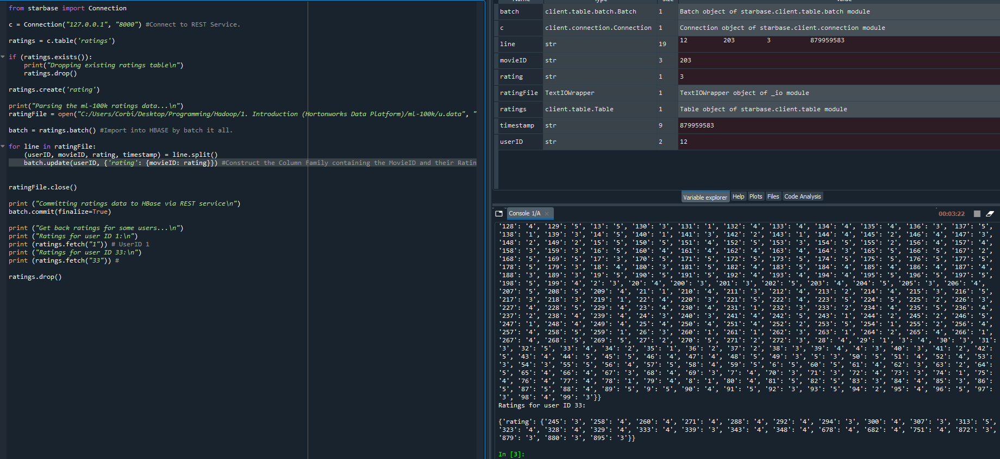 from starbase import Connection
c = Connection("127.0.0.1", "8000") #Connect to REST Service.
ratings = c.table('ratings')
if (ratings.exists()):
print("Dropping existing ratings table\n")
ratings.drop()
ratings.create('rating')
print("Parsing the ml-100k ratings data...\n")
ratingFile = open("C:/Users/Corbi/Desktop/Programming/Hadoop/1. Introduction (Hortonworks Data Platform)/ml-100k/u.data", "
batch = ratings.batch() #Import into HBASE by batch it all.
for line in ratingFile:
(userID, movieID, rating, timestamp) = line.split()
batch.update(userID, {'rating': {movieID: rating}}) #Construct the Column Family containing the MovieID and their Ratin
ratingFile.close()
print ("Committing ratings data to HBase via REST service\n")
batch.commit(finalize=True)
print ("Get back ratings for some users...\n")
print ("Ratings for user ID 1:\n")
print (ratings.fetch("1")) # UserID 1
print ("Ratings for user ID 33:\n")
print (ratings.fetch("33")) #
ratings.drop()
batch client.table.batch.Batch 1 Batch object of starbase.client.table.batch module
c client.connection.Connection 1 Connection object of starbase.client.connection module
line str 19 12 203 3 879959583
movieID str 3 203
rating str 1 3
ratingFile TextIOWrapper 1 TextIOWrapper object of _io module
ratings client.table.Table 1 Table object of starbase.client.table module
timestamp str 9 879959583
userID str 2 12
Variable explorer Help Plots Files Code Analysis
Console 1/A 00:03:22
'128': '4', '129': '5', '13': '5', '130': '3', '131': '1', '132': '4', '133': '4', '134': '4', '135': '4', '136': '3', '137': '5',
'138': '1', '139': '3', '14': '5', '140': '1', '141': '3', '142': '2', '143': '1', '144': '4', '145': '2', '146': '4', '147': '3',
'148': '2', '149': '2', '15': '5', '150': '5', '151': '4', '152': '5', '153': '3', '154': '5', '155': '2', '156': '4', '157': '4',
'158': '3', '159': '3', '16': '5', '160': '4', '161': '4', '162': '4', '163': '4', '164': '3', '165': '5', '166': '5', '167': '2',
'168': '5', '169': '5', '17': '3', '170': '5', '171': '5', '172': '5', '173': '5', '174': '5', '175': '5', '176': '5', '177': '5',
'178': '5', '179': '3', '18': '4', '180': '3', '181': '5', '182': '4', '183': '5', '184': '4', '185': '4', '186': '4', '187': '4',
'188': '3', '189': '3', '19': '5', '190': '5', '191': '5', '192': '4', '193': '4', '194': '4', '195': '5', '196': '5', '197': '5',
'198': '5', '199': '4', '2': '3', '20': '4', '200': '3', '201': '3', '202': '5', '203': '4', '204': '5', '205': '3', '206': '4',
'207': '5', '208': '5', '209': '4', '21': '1', '210': '4', '211': '3', '212': '4', '213': '2', '214': '4', '215': '3', '216': '5',
'217': '3', '218': '3', '219': '1', '22': '4', '220': '3', '221': '5', '222': '4', '223': '5', '224': '5', '225': '2', '226': '3',
'227': '4', '228': '5', '229': '4', '23': '4', '230': '4', '231': '1', '232': '3', '233': '2', '234': '4', '235': '5', '236': '4',
'237': '2', '238': '4', '239': '4', '24': '3', '240': '3', '241': '4', '242': '5', '243': '1', '244': '2', '245': '2', '246': '5',
'247': '1', '248': '4', '249': '4', '25': '4', '250': '4', '251': '4', '252': '2', '253': '5', '254': '1', '255': '2', '256': '4',
'257': '4', '258': '5', '259': '1', '26': '3', '260': '1', '261': '1', '262': '3', '263': '1', '264': '2', '265': '4', '266': '1',
'267': '4', '268': '5', '269': '5', '27': '2', '270': '5', '271': '2', '272': '3', '28': '4', '29': '1', '3': '4', '30': '3', '31':
'3', '32': '5', '33': '4', '34': '2', '35': '1', '36': '2', '37': '2', '38': '3', '39': '4', '4': '3', '40': '3', '41': '2', '42':
'5', '43': '4', '44': '5', '45': '5', '46': '4', '47': '4', '48': '5', '49': '3', '5': '3', '50': '5', '51': '4', '52': '4', '53':
'3', '54': '3', '55': '5', '56': '4', '57': '5', '58': '4', '59': '5', '6': '5', '60': '5', '61': '4', '62': '3', '63': '2', '64':
'5', '65': '4', '66': '4', '67': '3', '68': '4', '69': '3', '7': '4', '70': '3', '71': '3', '72': '4', '73': '3', '74': '1', '75':
'4', '76': '4', '77': '4', '78': '1', '79': '4', '8': '1', '80': '4', '81': '5', '82': '5', '83': '3', '84': '4', '85': '3', '86':
'5', '87': '5', '88': '4', '89': '5', '9': '5', '90': '4', '91': '5', '92': '3', '93': '5', '94': '2', '95': '4', '96': '5', '97':
'3', '98': '4', '99': '3'}}
Ratings for user ID 33:
{'rating': {'245': '3', '258': '4', '260': '4', '271': '4', '288': '4', '292': '4', '294': '3', '300': '4', '307': '3', '313': '5',
'323': '4', '328': '4', '329': '4', '333': '4', '339': '3', '343': '4', '348': '4', '678': '4', '682': '4', '751': '4', '872': '3',
'879': '3', '880': '3', '895': '3'}}
In [3]: